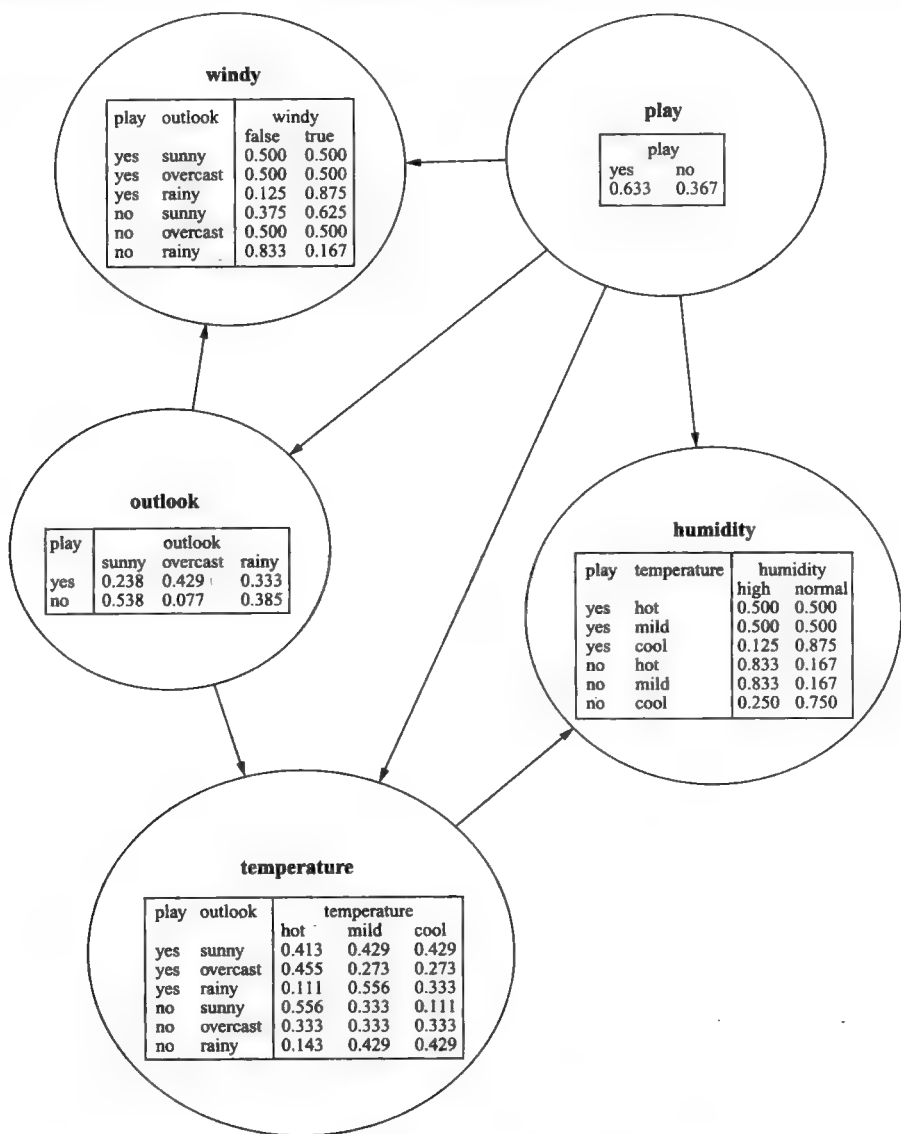 windy
play outlook windy
false true
yes sunny 0.500 0.500
yes overcast 0.500 0.500
yes rainy 0.125 0.875
no sunny 0.375 0.625
no overcast 0.500 0.500
no rainy 0.833 0.167
play
play
yes no
0.633 0.367
outlook
play outlook
sunny overcast rainy
yes 0.238 0.429 0.333
no 0.538 0.077 0.385
humidity
play temperature humidity
high normal
yes hot 0.500 0.500
yes mild 0.500 0.500
yes cool 0.125 0.875
no hot 0.833 0.167
no mild 0.833 0.167
no cool 0.250 0.750
temperature
play outlook temperature
hot mild cool
yes sunny 0.413 0.429 0.429
yes overcast 0.455 0.273 0.273
yes rainy 0.111 0.556 0.333
no sunny 0.556 0.333 0.111
no overcast 0.333 0.333 0.333
no rainy 0.143 0.429 0.429